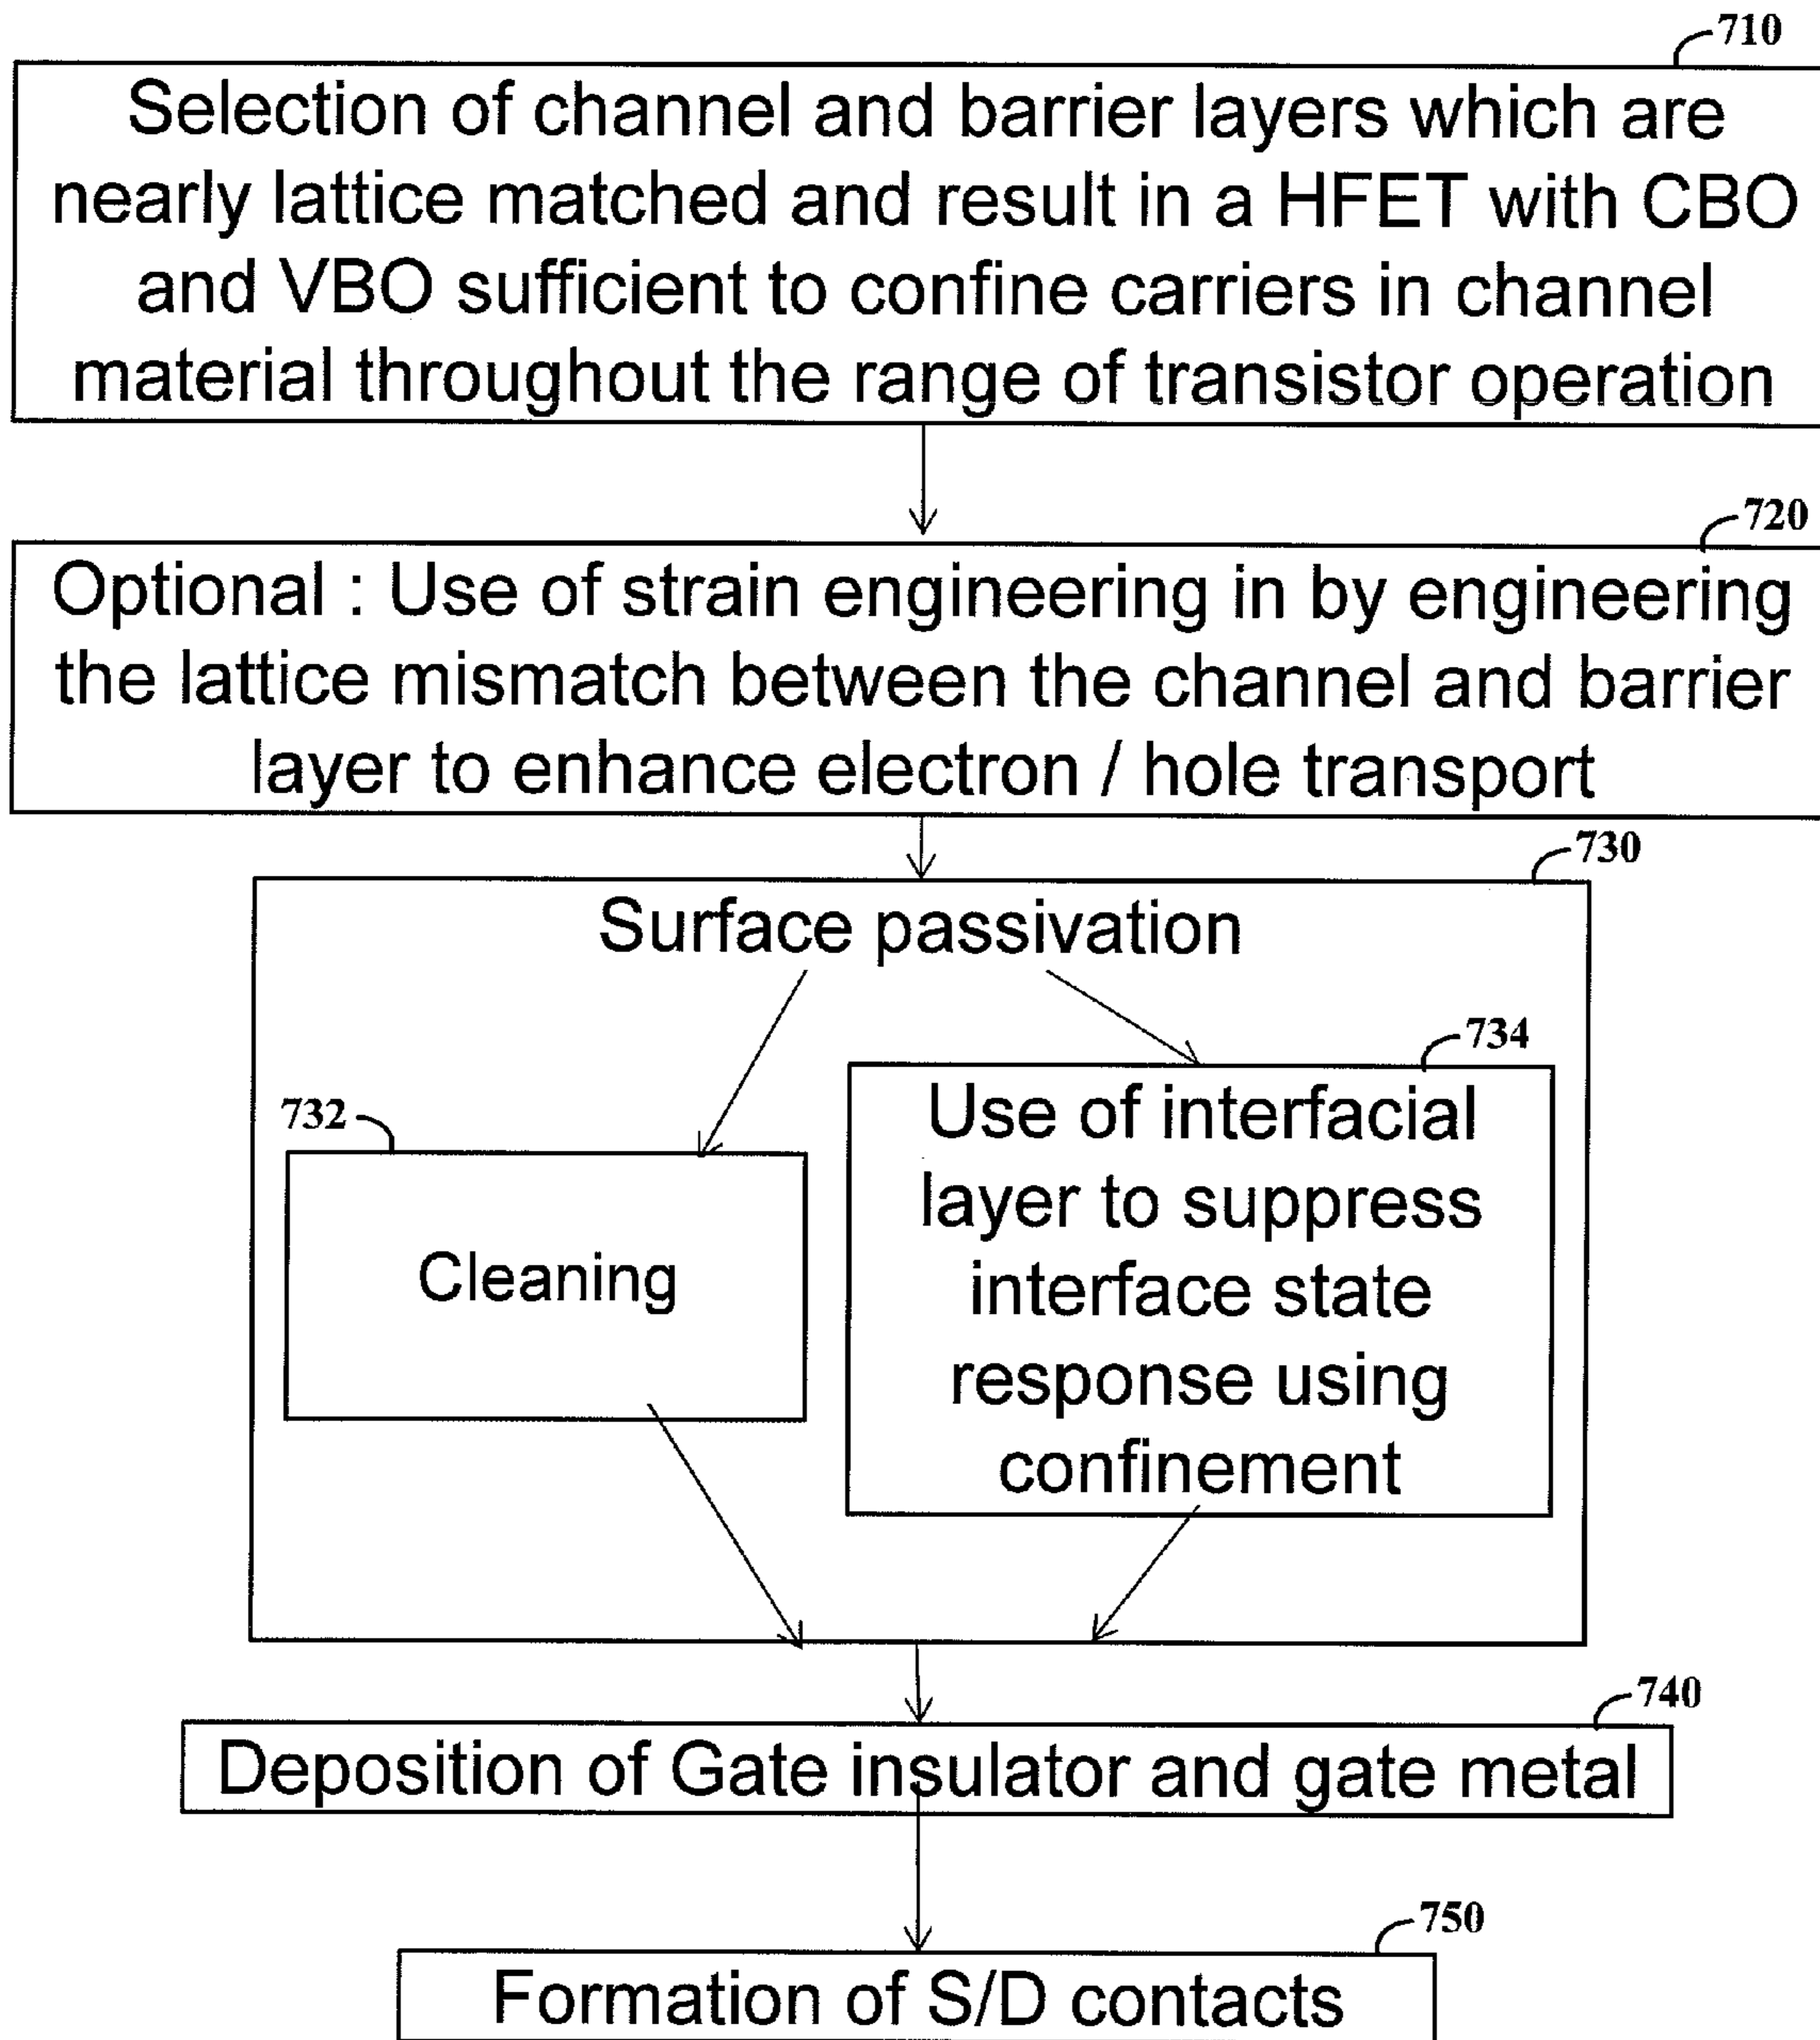 710
Selection of channel and barrier layers which are
nearly lattice matched and result in a HFET with CBO
and VBO sufficient to confine carriers in channel
material throughout the range of transistor operation
720
Optional : Use of strain engineering in by engineering
the lattice mismatch between the channel and barrier
layer to enhance electron / hole transport
730
Surface passivation
732
Cleaning
734
Use of interfacial
layer to suppress
interface state
response using
confinement
740
Deposition of Gate insulator and gate metal
750
Formation of S/D contacts